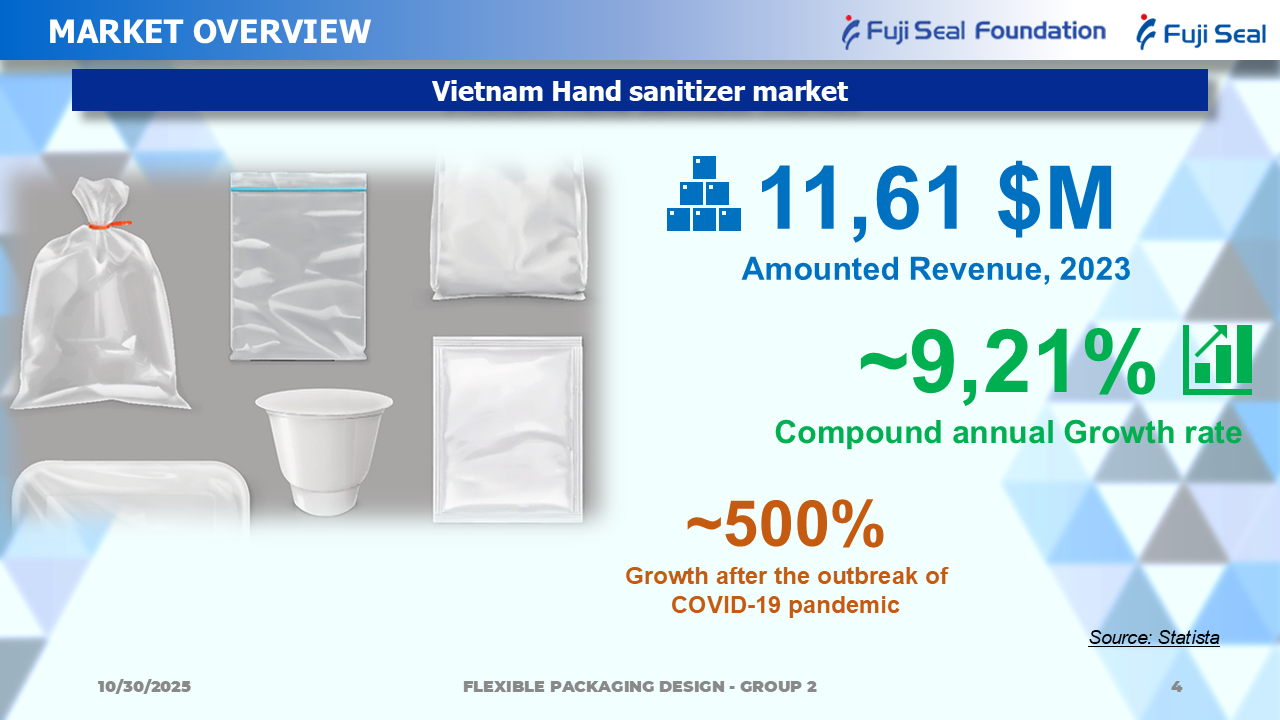 MARKET OVERVIEW
Fuji Seal Foundation
Fuji Seal
Vietnam Hand sanitizer market
11,61 $M
Amounted Revenue, 2023
~9,21%
Compound annual Growth rate
~500%
Growth after the outbreak of
COVID-19 pandemic
Source: Statista
10/30/2025
FLEXIBLE PACKAGING DESIGN - GROUP 2
4